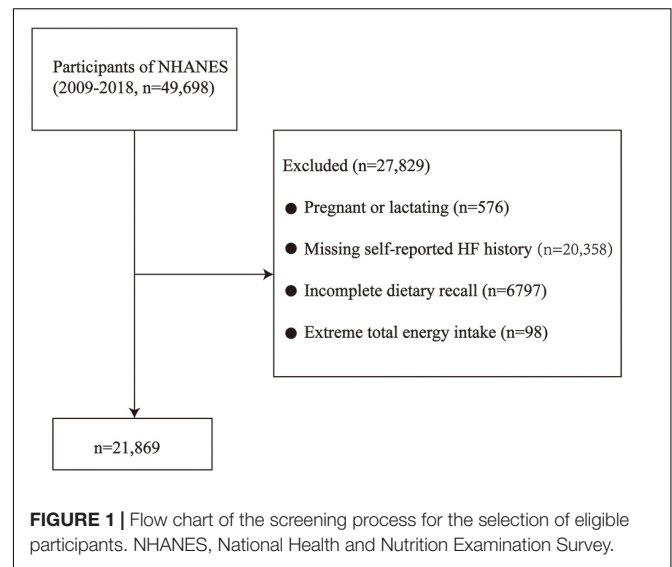 Participants of NHANES
(2009-2018, n=49,698)
Excluded (n=27,829)
● Pregnant or lactating (n=576)
● Missing self-reported HF history (n=20,358)
● Incomplete dietary recall (n=6797)
● Extreme total energy intake (n=98)
n=21,869
FIGURE 1 | Flow chart of the screening process for the selection of eligible
participants. NHANES, National Health and Nutrition Examination Survey.